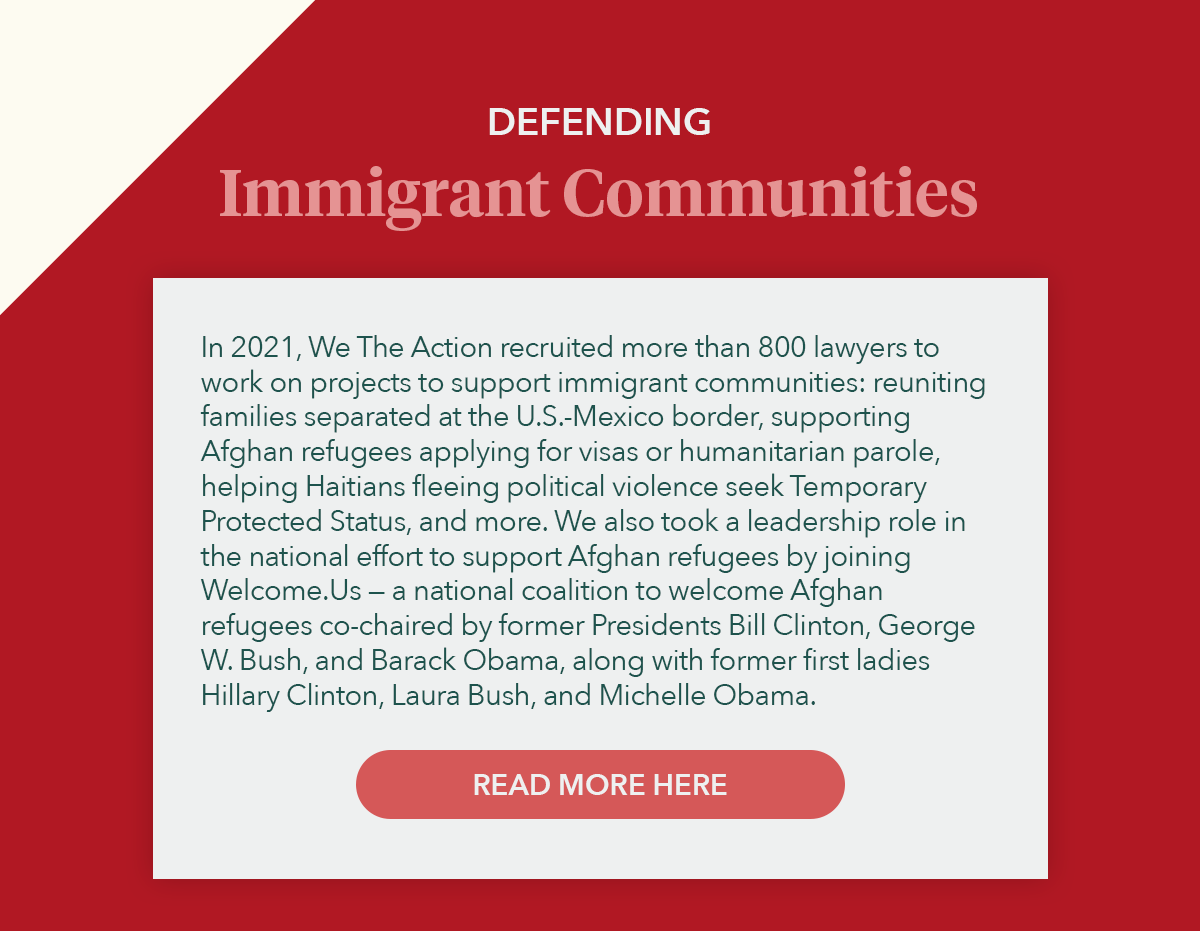 DEFENDING
Immigrant Communities
In 2021, We The Action recruited more than 800 lawyers to
work on projects to support immigrant communities: reuniting
families separated at the U.S.-Mexico border, supporting
Afghan refugees applying for visas or humanitarian parole,
helping Haitians fleeing political violence seek Temporary
Protected Status, and more. We also took a leadership role in
the national effort to support Afghan refugees by joining
Welcome.Us — a national coalition to welcome Afghan
refugees co-chaired by former Presidents Bill Clinton, George
W. Bush, and Barack Obama, along with former first ladies
Hillary Clinton, Laura Bush, and Michelle Obama.
READ MORE HERE